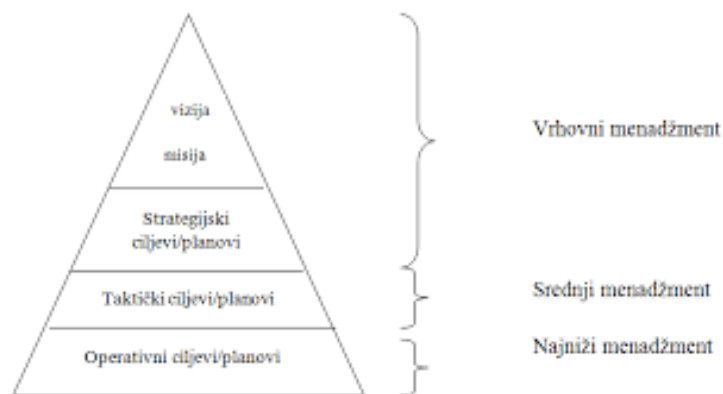 vizija
misija
Strategijski
ciljevi/planovi
Taktički ciljevi/planovi
Operativni ciljevi/planovi
Vrhovni menadžment
Srednji menadžment
Najniži menadžment